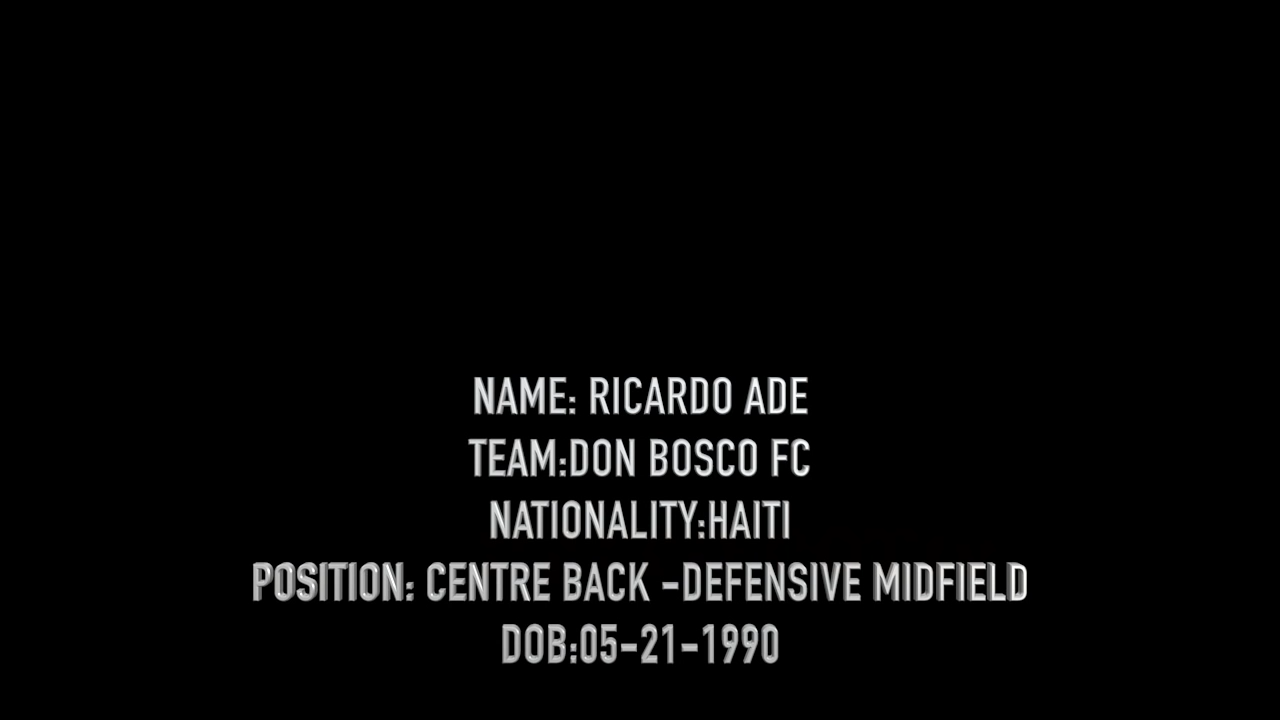 NAME: RICARDO ADE
TEAM:DON BOSCO FC
NATIONALITY:HAITI
POSITION: CENTRE BACK -DEFENSIVE MIDFIELD
DOB:05-21-1990